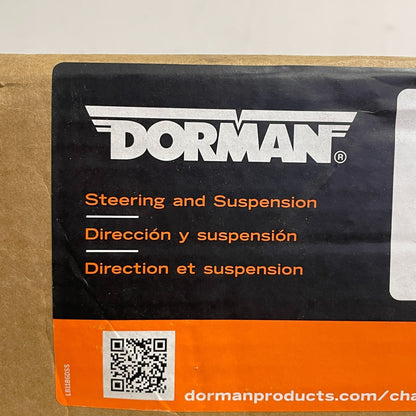 DORMAN®
Steering and Suspension
Dirección y suspensión
Direction et suspension
dormanproducts.com/cha